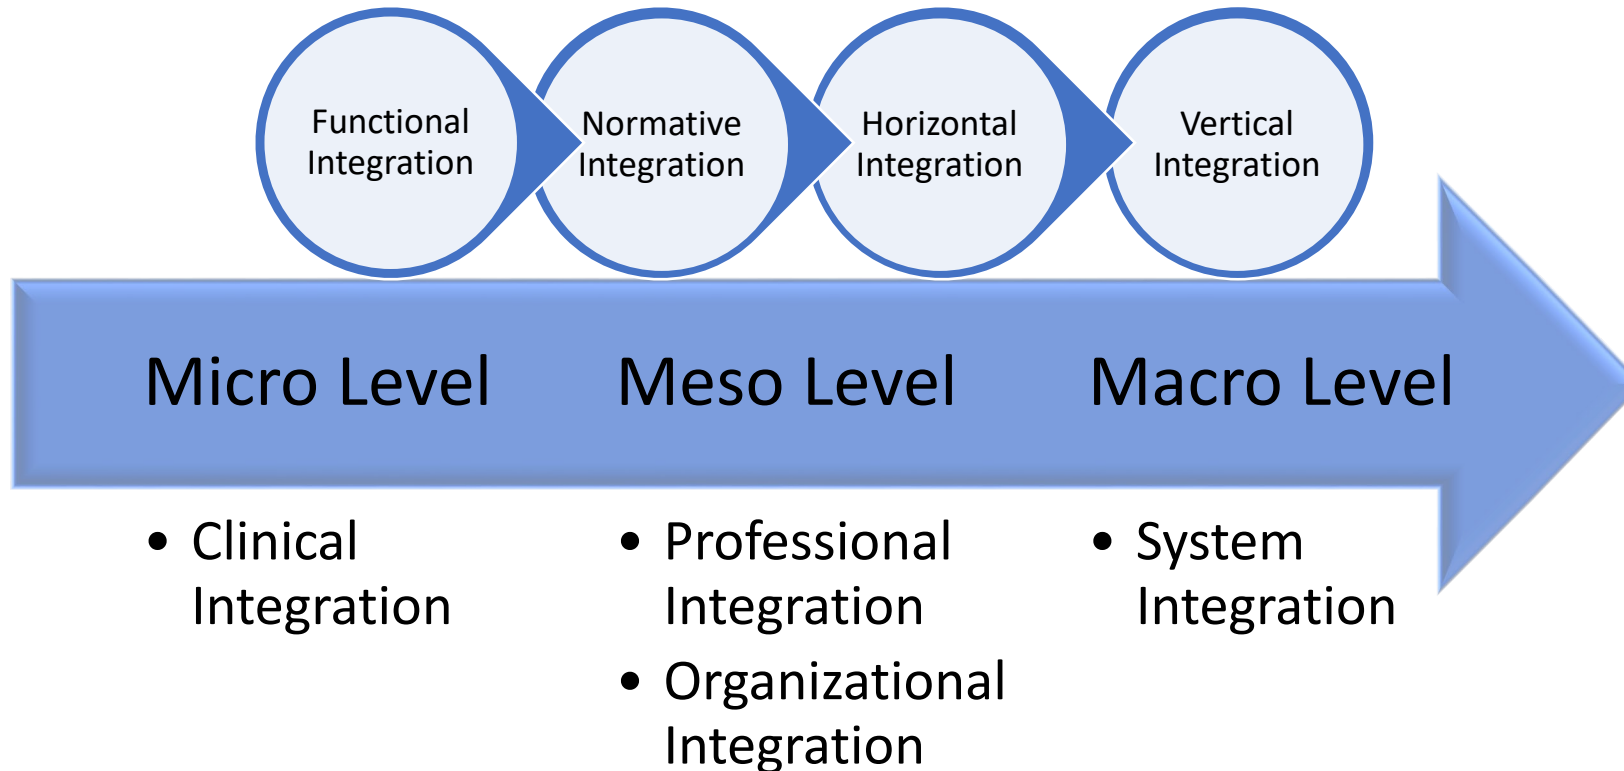 Functional
Integration
Normative
Integration
Horizontal
Integration
Vertical
Integration
Micro Level
Meso Level
Macro Level
• Clinical
Integration
• Professional
Integration
• Organizational
Integration
• System
Integration